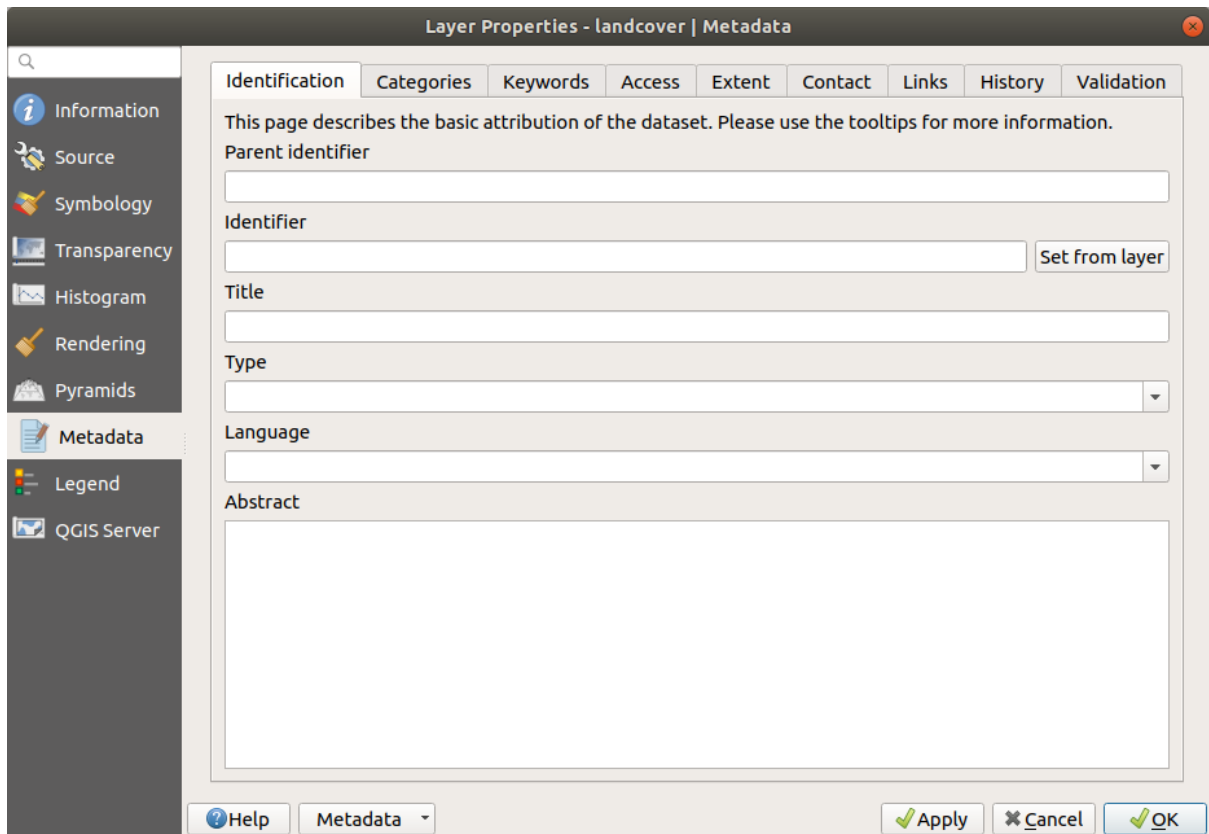 Layer Properties - landcover | Metadata
Information
Source
Symbology
Transparency
Histogram
Rendering
Pyramids
Metadata
Legend
QGIS Server
Identification Categories Keywords Access Extent Contact Links History Validation
This page describes the basic attribution of the dataset. Please use the tooltips for more information.
Parent identifier
Identifier
Set from layer
Title
Type
Language
Abstract
Help Metadata Apply Cancel OK